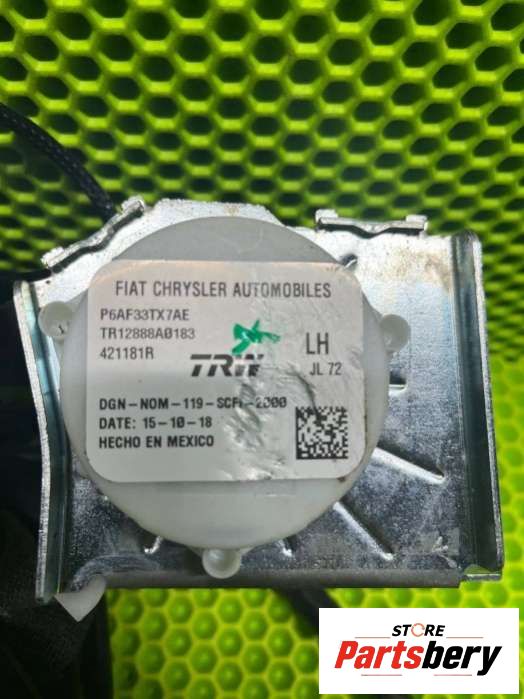 FIAT CHRYSLER AUTOMOBILES
P6AF33TX7AE
TR12888A0183
421181R
TRW
LH
JL 72
DGN-NOM-119-SCFI-2000
DATE: 15-10-18
HECHO EN MEXICO
STORE
Partsbery